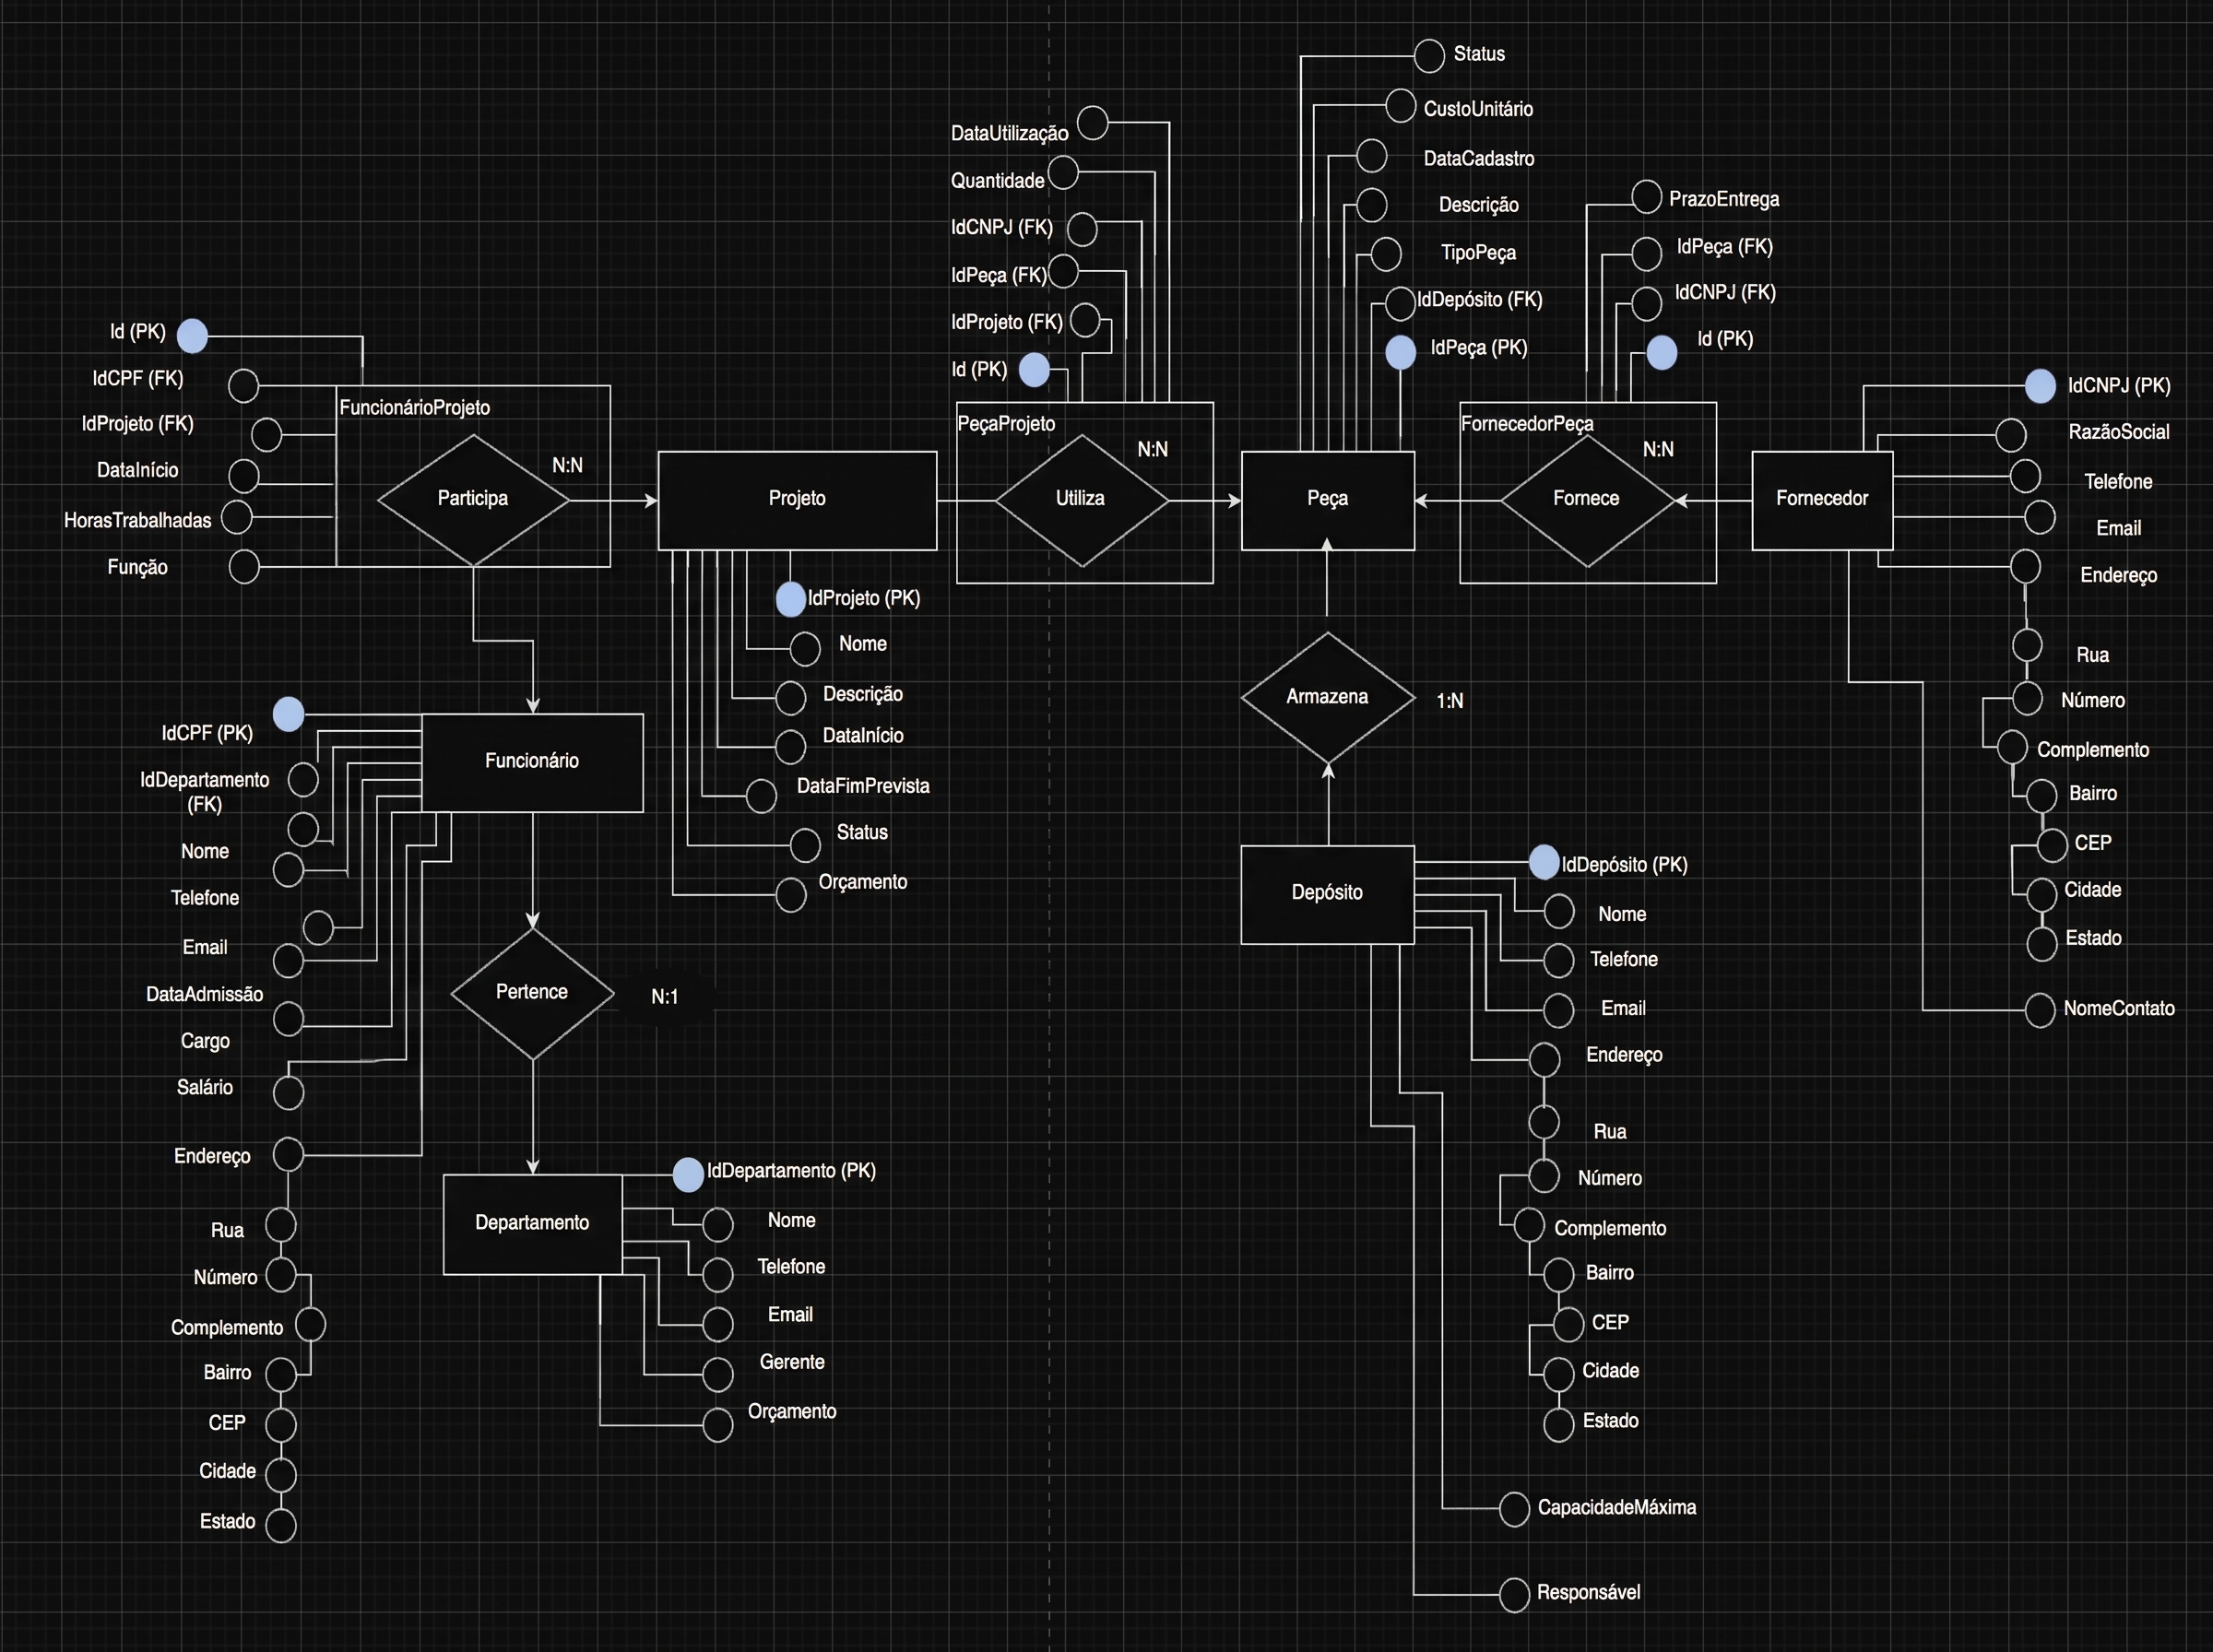 Status
CustoUnitário
DataCadastro
Descrição
TipoPeça
IdDepósito (FK)
IdPeça (PK)
DataUtilização
Quantidade
IdCNPJ (FK)
IdPeça (FK)
IdProjeto (FK)
Id (PK)
PrazoEntrega
IdPeça (FK)
IdCNPJ (FK)
Id (PK)
Id (PK)
IdCPF (FK)
IdProjeto (FK)
DataInício
HorasTrabalhadas
Função
FuncionárioProjeto
N:N
Participa
Projeto
PeçaProjeto
N:N
Utiliza
Peça
FornecedorPeça
N:N
Fornece
Fornecedor
IdCNPJ (PK)
RazãoSocial
Telefone
Email
Endereço
Rua
Número
Complemento
Bairro
CEP
Cidade
Estado
NomeContato
IdProjeto (PK)
Nome
Descrição
DataInício
DataFimPrevista
Status
Orçamento
Armazena
1:N
Funcionário
IdCPF (PK)
IdDepartamento
(FK)
Nome
Telefone
Email
DataAdmissão
Cargo
Salário
Endereço
Rua
Número
Complemento
Bairro
CEP
Cidade
Estado
Pertence
N:1
Departamento
IdDepartamento (PK)
Nome
Telefone
Email
Gerente
Orçamento
Depósito
IdDepósito (PK)
Nome
Telefone
Email
Endereço
Rua
Número
Complemento
Bairro
CEP
Cidade
Estado
CapacidadeMáxima
Responsável